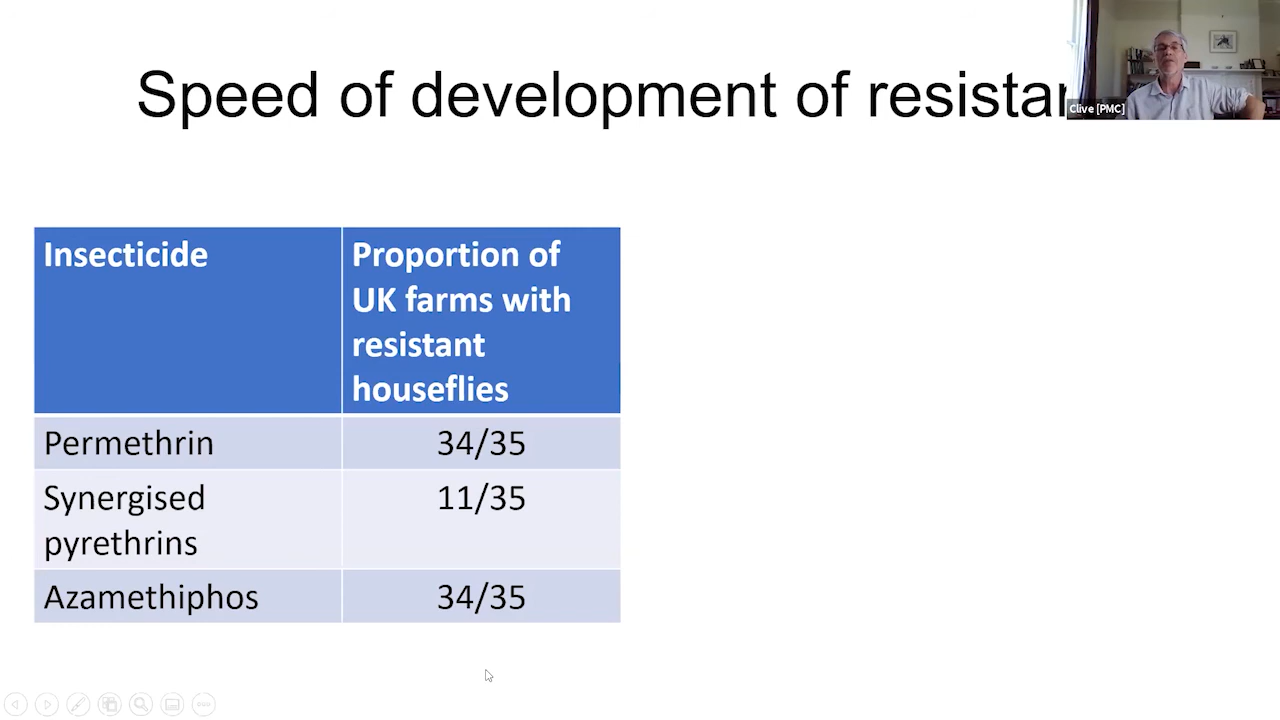 Speed of development of resistan
Clive [PMC]
Insecticide
Proportion of
UK farms with
resistant
houseflies
Permethrin
34/35
Synergised
pyrethrins
11/35
Azamethiphos
34/35